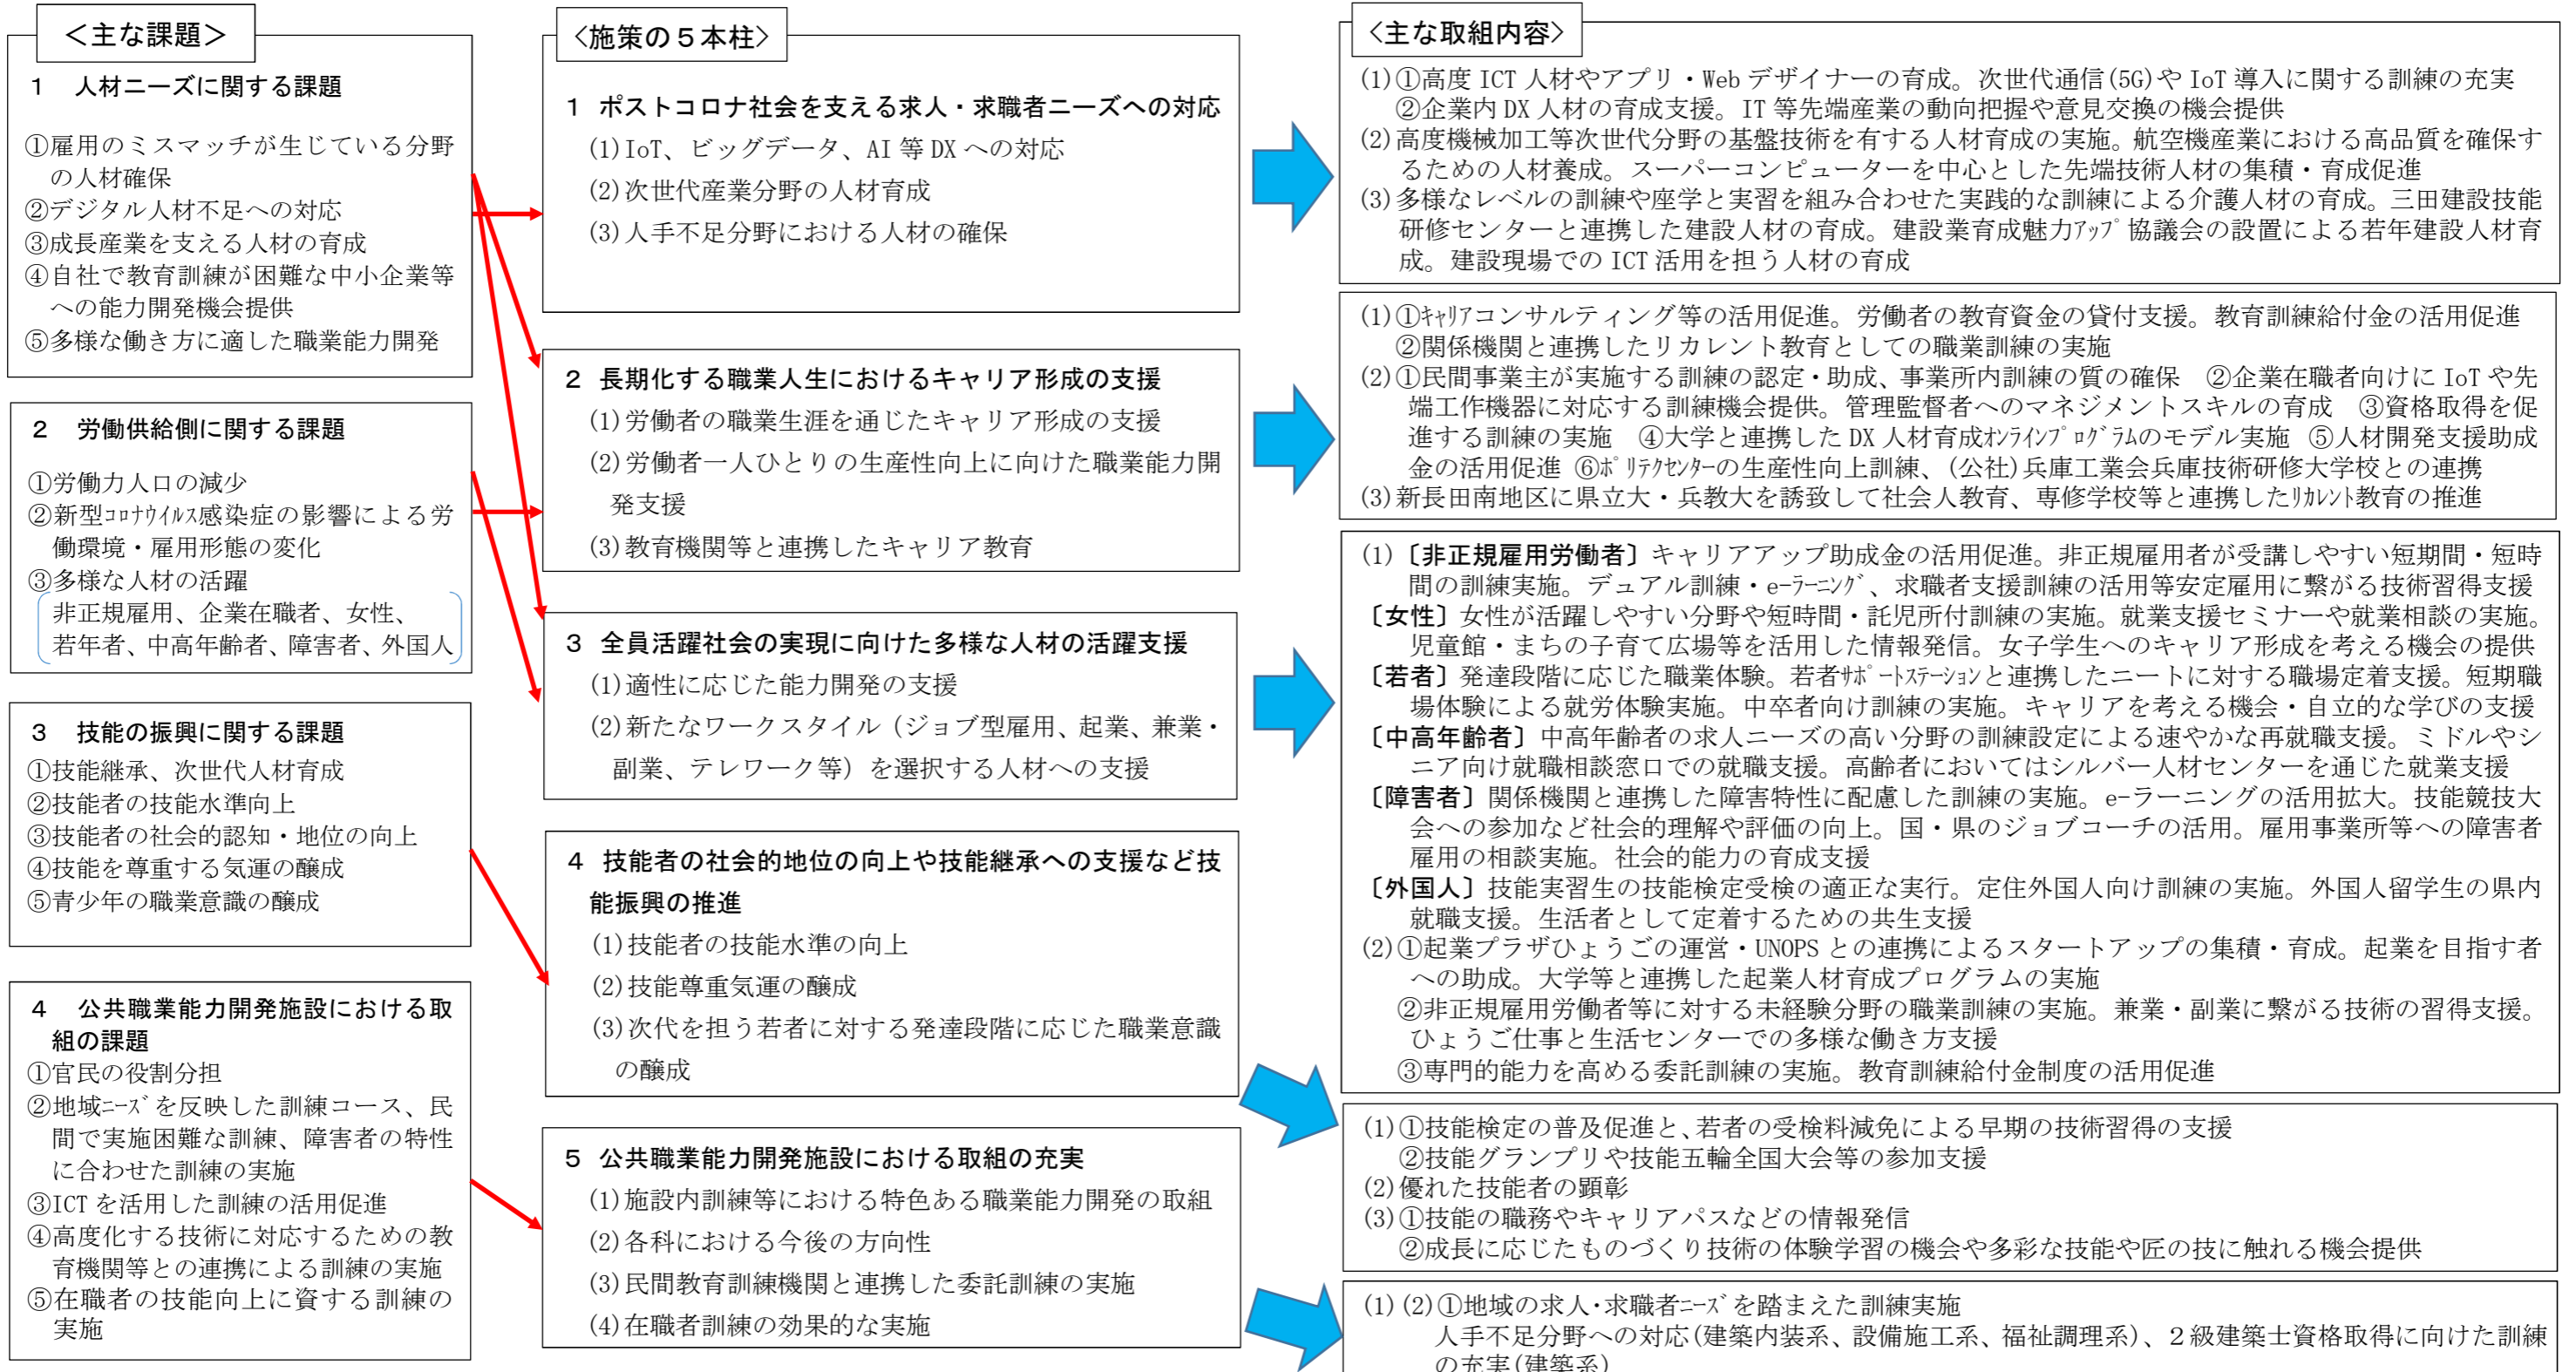 ＜主な課題＞
１　人材ニーズに関する課題
①雇用のミスマッチが生じている分野
の人材確保
②デジタル人材不足への対応
③成長産業を支える人材の育成
④自社で教育訓練が困難な中小企業等
への能力開発機会提供
⑤多様な働き方に適した職業能力開発
２　労働供給側に関する課題
①労働力人口の減少
②新型ｺﾛﾅｳｲﾙｽ感染症の影響による労
働環境・雇用形態の変化
③多様な人材の活躍
非正規雇用、企業在職者、女性、
若年者、中高年齢者、障害者、外国人
３　技能の振興に関する課題
①技能継承、次世代人材育成
②技能者の技能水準向上
③技能者の社会的認知・地位の向上
④技能を尊重する気運の醸成
⑤青少年の職業意識の醸成
４　公共職業能力開発施設における取
組の課題
①官民の役割分担
②地域ﾆｰｽﾞを反映した訓練コース、民
間で実施困難な訓練、障害者の特性
に合わせた訓練の実施
③ICT を活用した訓練の活用促進
④高度化する技術に対応するための教
育機関等との連携による訓練の実施
⑤在職者の技能向上に資する訓練の
実施
〈施策の５本柱〉
１ ポストコロナ社会を支える求人・求職者ニーズへの対応
(1)IoT、ビッグデータ、AI 等 DX への対応
(2)次世代産業分野の人材育成
(3)人手不足分野における人材の確保
２ 長期化する職業人生におけるキャリア形成の支援
(1)労働者の職業生涯を通じたキャリア形成の支援
(2)労働者一人ひとりの生産性向上に向けた職業能力開
発支援
(3)教育機関等と連携したキャリア教育
３ 全員活躍社会の実現に向けた多様な人材の活躍支援
(1)適性に応じた能力開発の支援
(2)新たなワークスタイル（ジョブ型雇用、起業、兼業・
副業、テレワーク等）を選択する人材への支援
４ 技能者の社会的地位の向上や技能継承への支援など技
能振興の推進
(1)技能者の技能水準の向上
(2)技能尊重気運の醸成
(3)次代を担う若者に対する発達段階に応じた職業意識
の醸成
５ 公共職業能力開発施設における取組の充実
(1)施設内訓練等における特色ある職業能力開発の取組
(2)各科における今後の方向性
(3)民間教育訓練機関と連携した委託訓練の実施
(4)在職者訓練の効果的な実施
〈主な取組内容〉
(1)①高度 ICT 人材やアプリ・Web デザイナーの育成。次世代通信(5G)や IoT 導入に関する訓練の充実
②企業内 DX 人材の育成支援。IT 等先端産業の動向把握や意見交換の機会提供
(2)高度機械加工等次世代分野の基盤技術を有する人材育成の実施。航空機産業における高品質を確保す
るための人材養成。スーパーコンピューターを中心とした先端技術人材の集積・育成促進
(3)多様なレベルの訓練や座学と実習を組み合わせた実践的な訓練による介護人材の育成。三田建設技能
研修センターと連携した建設人材の育成。建設業育成魅力ｱｯﾌﾟ協議会の設置による若年建設人材育
成。建設現場での ICT 活用を担う人材の育成
(1)①ｷｬﾘｱコンサルティング等の活用促進。労働者の教育資金の貸付支援。教育訓練給付金の活用促進
②関係機関と連携したリカレント教育としての職業訓練の実施
(2)①民間事業主が実施する訓練の認定・助成、事業所内訓練の質の確保　②企業在職者向けに IoT や先
端工作機器に対応する訓練機会提供。管理監督者へのマネジメントスキルの育成　③資格取得を促
進する訓練の実施　④大学と連携した DX 人材育成ｵﾝﾗｲﾝﾌﾟﾛｸﾞﾗﾑのモデル実施 ⑤人材開発支援助成
金の活用促進 ⑥ﾎﾟﾘﾃｸｾﾝﾀｰの生産性向上訓練、(公社)兵庫工業会兵庫技術研修大学校との連携
(3)新長田南地区に県立大・兵教大を誘致して社会人教育、専修学校等と連携したﾘｶﾚﾝﾄ教育の推進
(1)〔非正規雇用労働者〕キャリアアップ助成金の活用促進。非正規雇用者が受講しやすい短期間・短時
間の訓練実施。デュアル訓練・e-ﾗｰﾆﾝｸﾞ、求職者支援訓練の活用等安定雇用に繋がる技術習得支援
〔女性〕女性が活躍しやすい分野や短時間・託児所付訓練の実施。就業支援セミナーや就業相談の実施。
児童館・まちの子育て広場等を活用した情報発信。女子学生へのキャリア形成を考える機会の提供
〔若者〕発達段階に応じた職業体験。若者ｻﾎﾟｰﾄｽﾃｰｼｮﾝと連携したニートに対する職場定着支援。短期職
場体験による就労体験実施。中卒者向け訓練の実施。キャリアを考える機会・自立的な学びの支援
〔中高年齢者〕中高年齢者の求人ニーズの高い分野の訓練設定による速やかな再就職支援。ミドルやシ
ニア向け就職相談窓口での就職支援。高齢者においてはシルバー人材センターを通じた就業支援
〔障害者〕関係機関と連携した障害特性に配慮した訓練の実施。e-ラーニングの活用拡大。技能競技大
会への参加など社会的理解や評価の向上。国・県のジョブコーチの活用。雇用事業所等への障害者
雇用の相談実施。社会的能力の育成支援
〔外国人〕技能実習生の技能検定受検の適正な実行。定住外国人向け訓練の実施。外国人留学生の県内
就職支援。生活者として定着するための共生支援
(2)①起業プラザひょうごの運営・UNOPS との連携によるスタートアップの集積・育成。起業を目指す者
への助成。大学等と連携した起業人材育成プログラムの実施
②非正規雇用労働者等に対する未経験分野の職業訓練の実施。兼業・副業に繋がる技術の習得支援。
ひょうご仕事と生活センターでの多様な働き方支援
③専門的能力を高める委託訓練の実施。教育訓練給付金制度の活用促進
(1)①技能検定の普及促進と、若者の受検料減免による早期の技術習得の支援
②技能グランプリや技能五輪全国大会等の参加支援
(2)優れた技能者の顕彰
(3)①技能の職務やキャリアパスなどの情報発信
②成長に応じたものづくり技術の体験学習の機会や多彩な技能や匠の技に触れる機会提供
(1)(2)①地域の求人・求職者ﾆｰｽﾞを踏まえた訓練実施
人手不足分野への対応(建築内装系、設備施工系、福祉調理系)、２級建築士資格取得に向けた訓練
の充実(建築系)